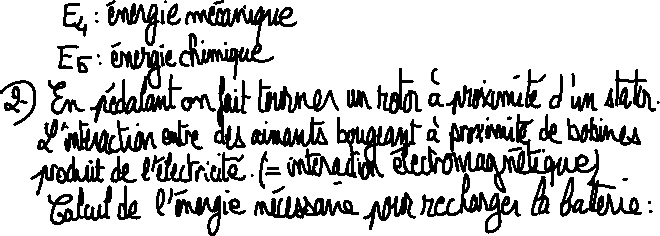 E4 : énergie mécanique
E5 : énergie chimique
2-) En pédalant on fait tourner un rotor à proximité d'un stator.
L'interaction entre des aimants bougeant à proximité de bobines
produit de l'électricité. (= interaction électromagnétique)
Calcul de l'énergie nécessaire pour recharger la batterie :